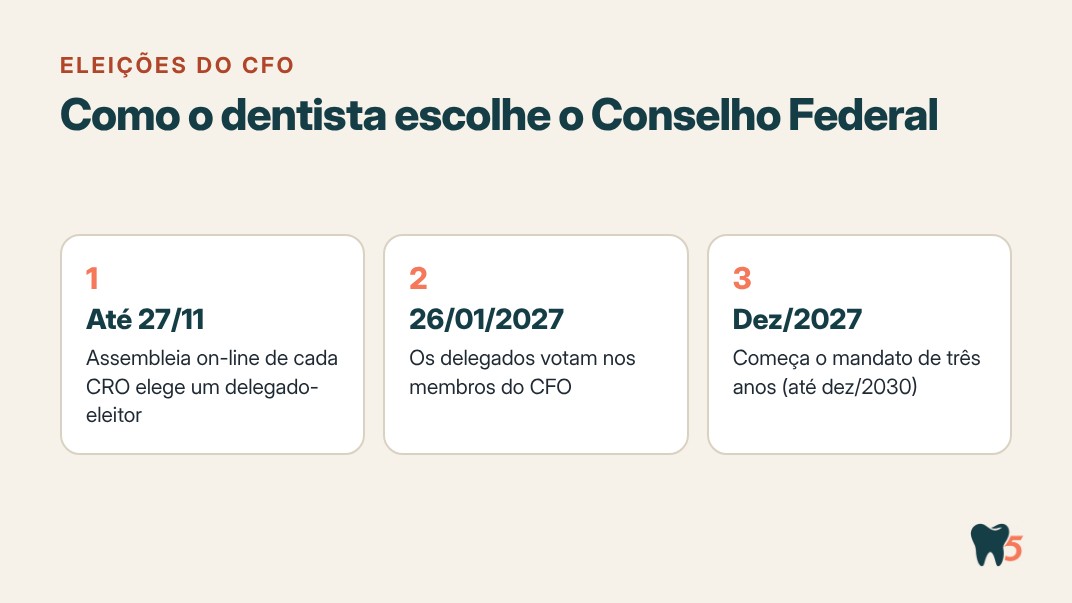 ELEIÇÕES DO CFO
Como o dentista escolhe o Conselho Federal
1
Até 27/11
Assembleia on-line de cada
CRO elege um delegado-
eleitor
2
26/01/2027
Os delegados votam nos
membros do CFO
3
Dez/2027
Começa o mandato de três
anos (até dez/2030)
5